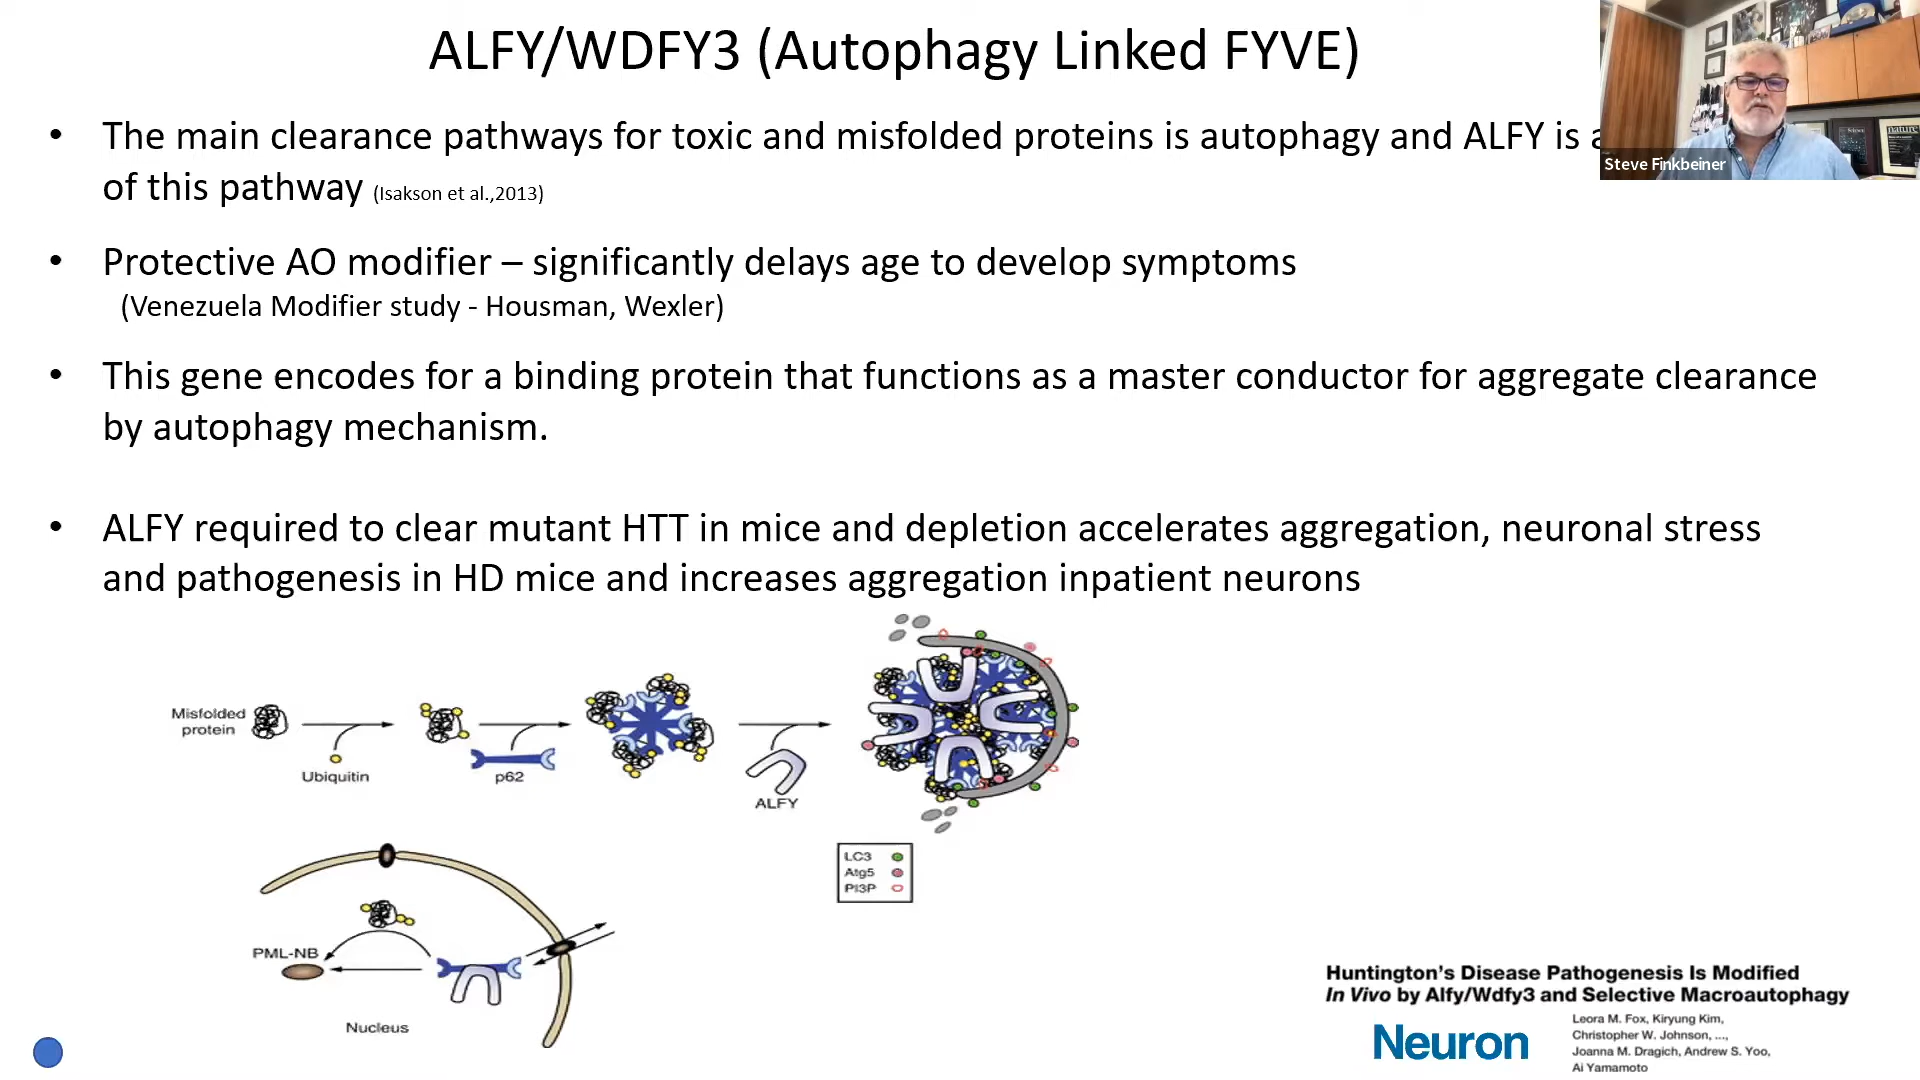 ALFY/WDFY3 (Autophagy Linked FYVE)
• The main clearance pathways for toxic and misfolded proteins is autophagy and ALFY is
of this pathway (Isakson et al.,2013)
• Protective AO modifier – significantly delays age to develop symptoms
(Venezuela Modifier study - Housman, Wexler)
• This gene encodes for a binding protein that functions as a master conductor for aggregate clearance
by autophagy mechanism.
• ALFY required to clear mutant HTT in mice and depletion accelerates aggregation, neuronal stress
and pathogenesis in HD mice and increases aggregation inpatient neurons
Steve Finkbeiner
nature
Misfolded
protein
Ubiquitin
p62
ALFY
LC3
Atg5
PI3P
PML-NB
Nucleus
Huntington's Disease Pathogenesis Is Modified
In Vivo by Alfy/Wdfy3 and Selective Macroautophagy
Neuron
Leora M. Fox, Kiryung Kim,
Christopher W. Johnson, ...,
Joanna M. Dragich, Andrew S. Yoo,
Ai Yamamoto